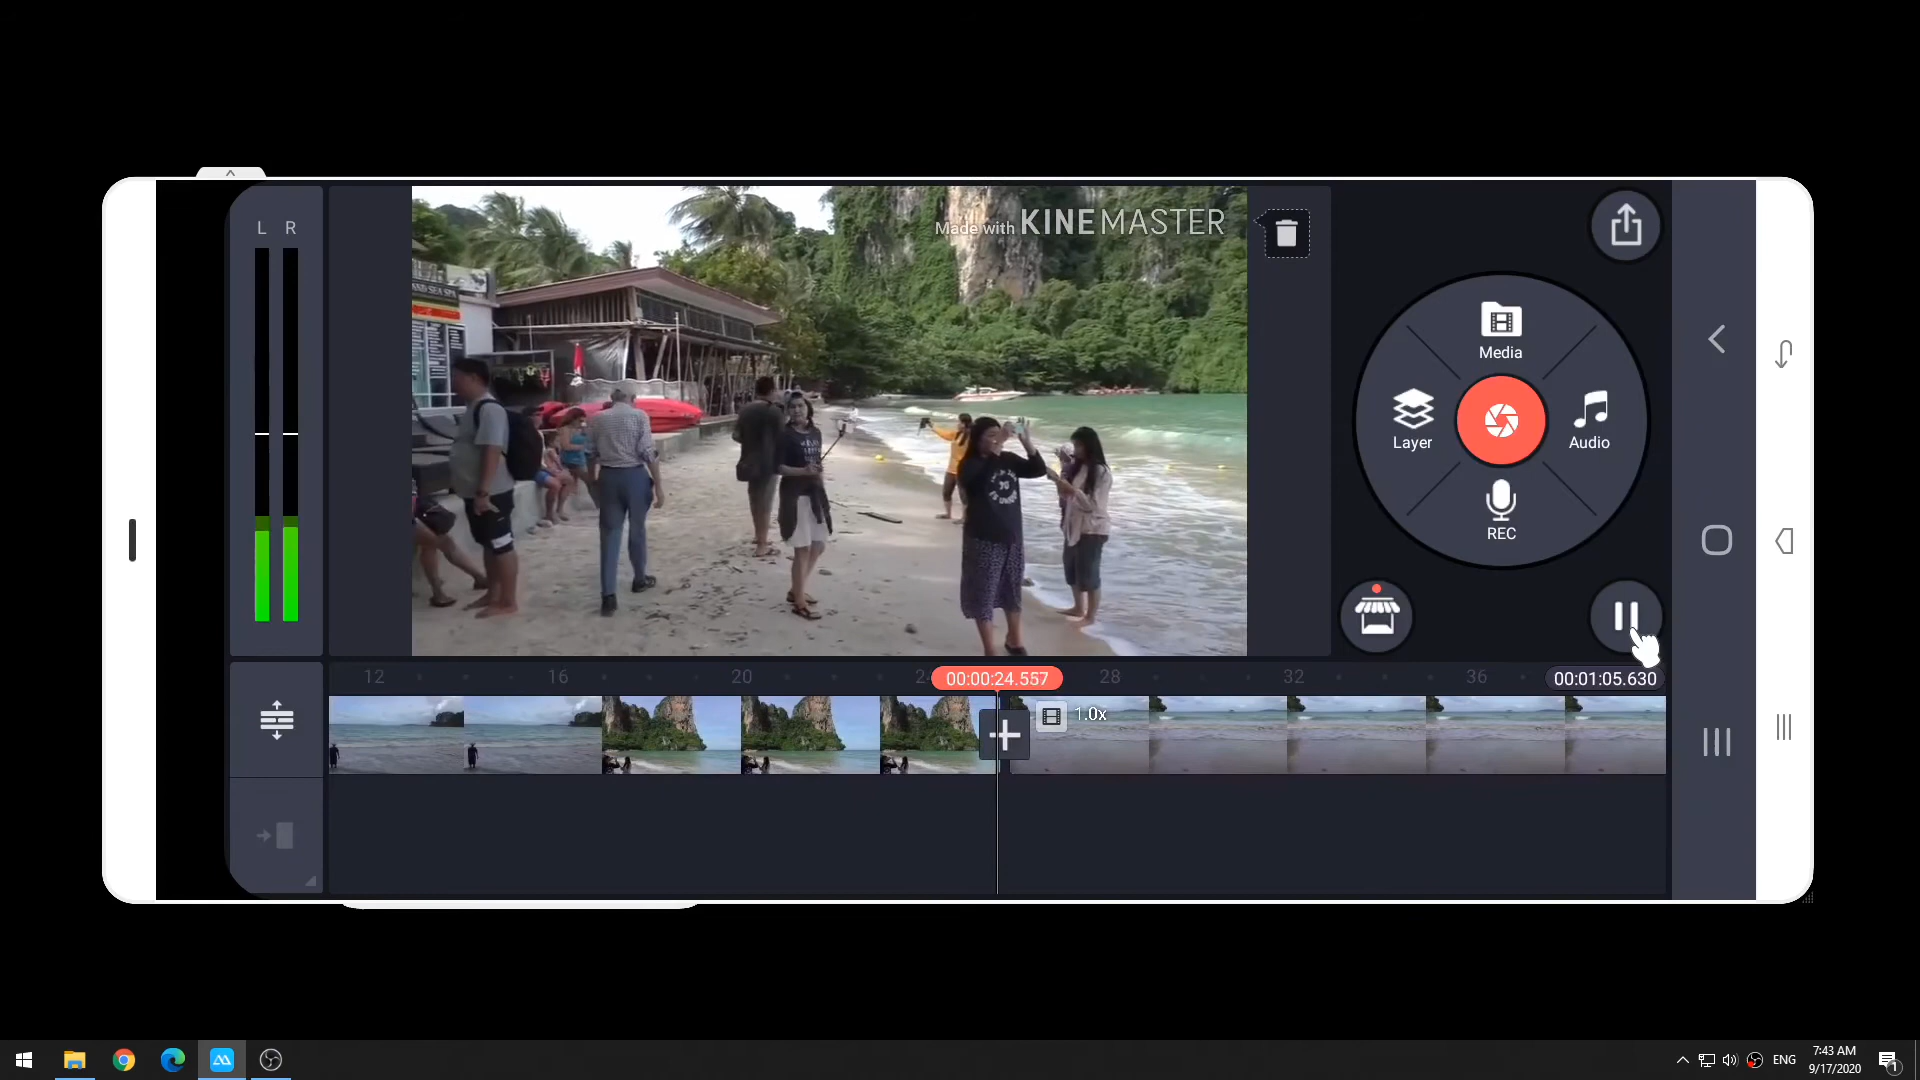 L R
Made with KINEMASTER
Media
Layer
Audio
REC
12 16 20 2 00:00:24.557 28 32 36 00:01:05.630
1.0x
ENG
7:43 AM
9/17/2020
1